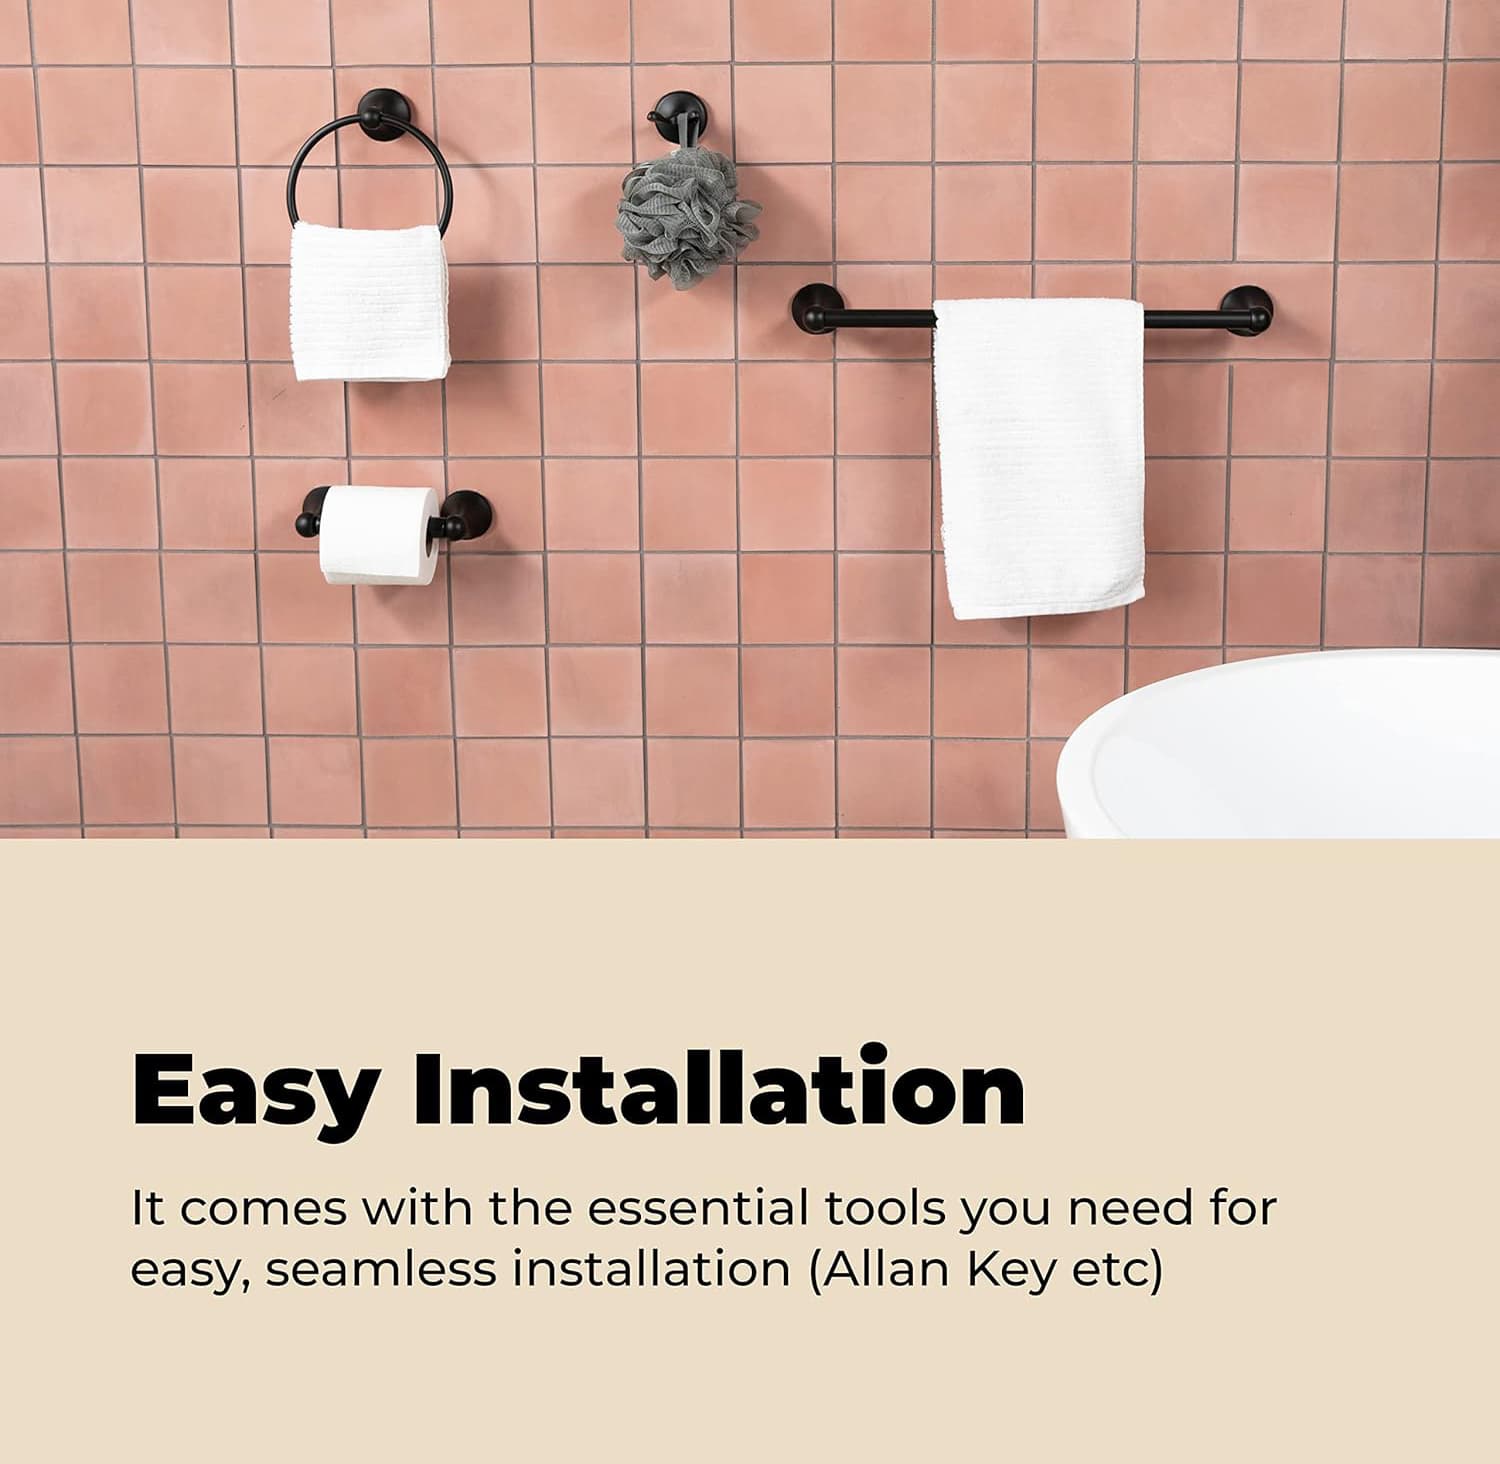 Easy Installation
It comes with the essential tools you need for
easy, seamless installation (Allan Key etc)